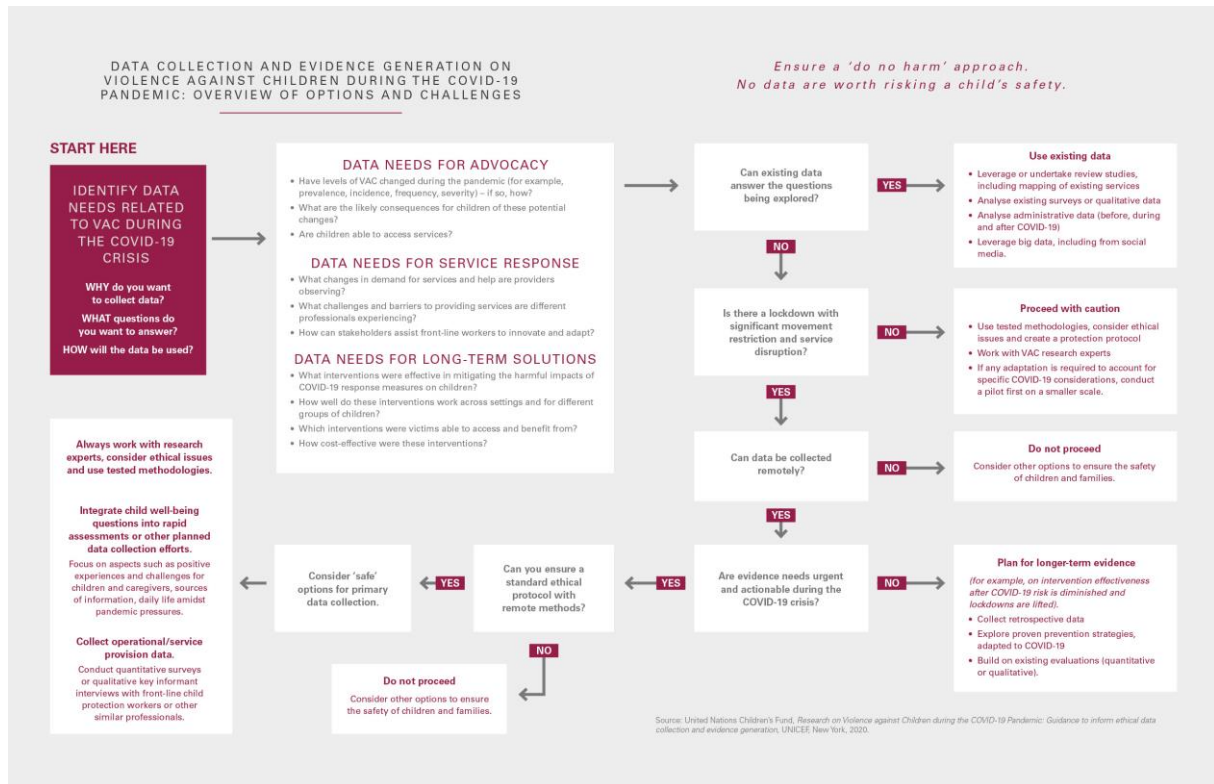 DATA COLLECTION AND EVIDENCE GENERATION ON
VIOLENCE AGAINST CHILDREN DURING THE COVID-19
PANDEMIC: OVERVIEW OF OPTIONS AND CHALLENGES
Ensure a ‘do no harm’ approach.
No data are worth risking a child’s safety.
START HERE
IDENTIFY DATA
NEEDS RELATED
TO VAC DURING
THE COVID-19
CRISIS
WHY do you want
to collect data?
WHAT questions do
you want to answer?
HOW will the data be used?
DATA NEEDS FOR ADVOCACY
• Have levels of VAC changed during the pandemic (for example,
prevalence, incidence, frequency, severity) – if so, how?
• What are the likely consequences for children of these potential
changes?
• Are children able to access services?
DATA NEEDS FOR SERVICE RESPONSE
• What changes in demand for services and help are providers
observing?
• What challenges and barriers to providing services are different
professionals experiencing?
• How can stakeholders assist front-line workers to innovate and adapt?
DATA NEEDS FOR LONG-TERM SOLUTIONS
• What interventions were effective in mitigating the harmful impacts of
COVID-19 response measures on children?
• How well do these interventions work across settings and for different
groups of children?
• Which interventions were victims able to access and benefit from?
• How cost-effective were these interventions?
Can existing data
answer the questions
being explored?
YES
Use existing data
• Leverage or undertake review studies,
including mapping of existing services
• Analyse existing surveys or qualitative data
• Analyse administrative data (before, during
and after COVID-19)
• Leverage big data, including from social
media.
NO
Is there a lockdown with
significant movement
restriction and service
disruption?
NO
Proceed with caution
• Use tested methodologies, consider ethical
issues and create a protection protocol
• Work with VAC research experts
• If any adaptation is required to account for
specific COVID-19 considerations, conduct
a pilot first on a smaller scale.
YES
Can data be collected
remotely?
NO
Do not proceed
Consider other options to ensure the safety
of children and families.
YES
Are evidence needs urgent
and actionable during the
COVID-19 crisis?
NO
Plan for longer-term evidence
(for example, on intervention effectiveness
after COVID-19 risk is diminished and
lockdowns are lifted).
• Collect retrospective data
• Explore proven prevention strategies,
adapted to COVID-19
• Build on existing evaluations (quantitative
or qualitative).
YES
Can you ensure a
standard ethical
protocol with
remote methods?
NO
Do not proceed
Consider other options to ensure
the safety of children and families.
YES
Consider ‘safe’
options for primary
data collection.
Always work with research
experts, consider ethical issues
and use tested methodologies.
Integrate child well-being
questions into rapid
assessments or other planned
data collection efforts.
Focus on aspects such as positive
experiences and challenges for
children and caregivers, sources
of information, daily life amidst
pandemic pressures.
Collect operational/service
provision data.
Conduct quantitative surveys
or qualitative key informant
interviews with front-line child
protection workers or other
similar professionals.
Source: United Nations Children’s Fund, Research on Violence against Children during the COVID-19 Pandemic: Guidance to inform ethical data
collection and evidence generation, UNICEF, New York, 2020.